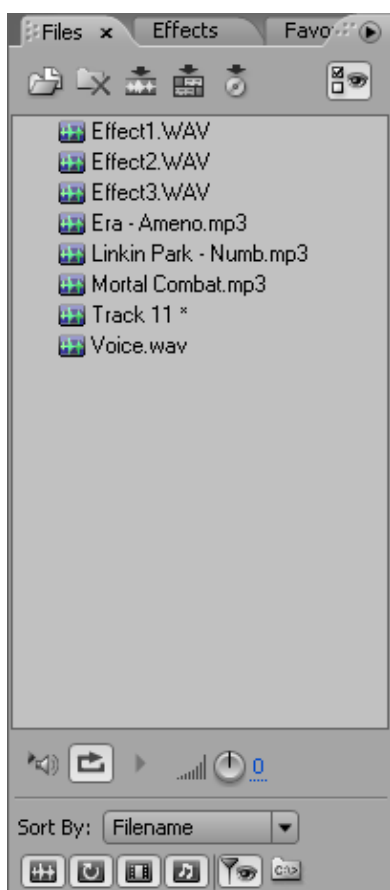 Files × Effects Favo
Effect1.WAV
Effect2.WAV
Effect3.WAV
Era - Ameno.mp3
Linkin Park - Numb.mp3
Mortal Combat.mp3
Track 11 *
Voice.wav
0
Sort By: Filename
C:\>